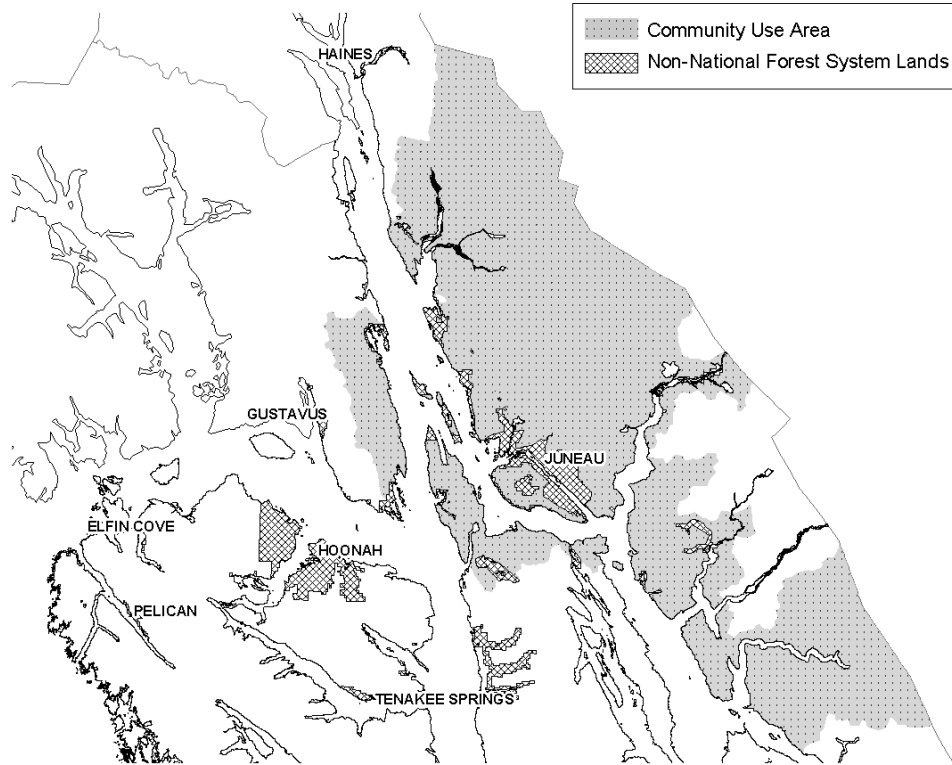 Community Use Area
Non-National Forest System Lands
HAINES
GUSTAVUS
JUNEAU
ELFIN COVE
HOONAH
PELICAN
TENAKEE SPRINGS